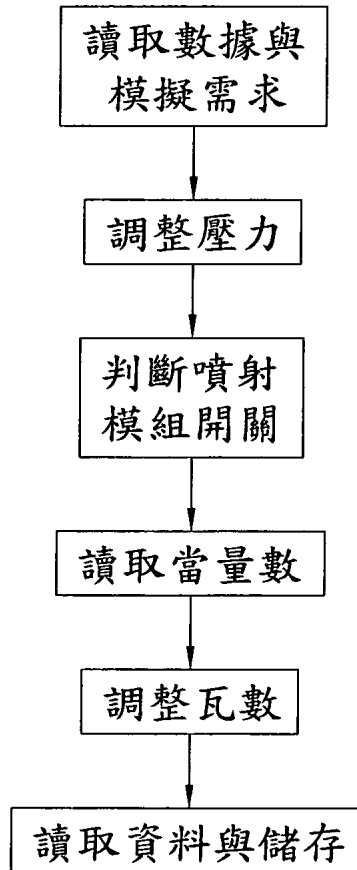 讀取數據與
模擬需求
調整壓力
判斷噴射
模組開關
讀取當量數
調整瓦數
讀取資料與儲存